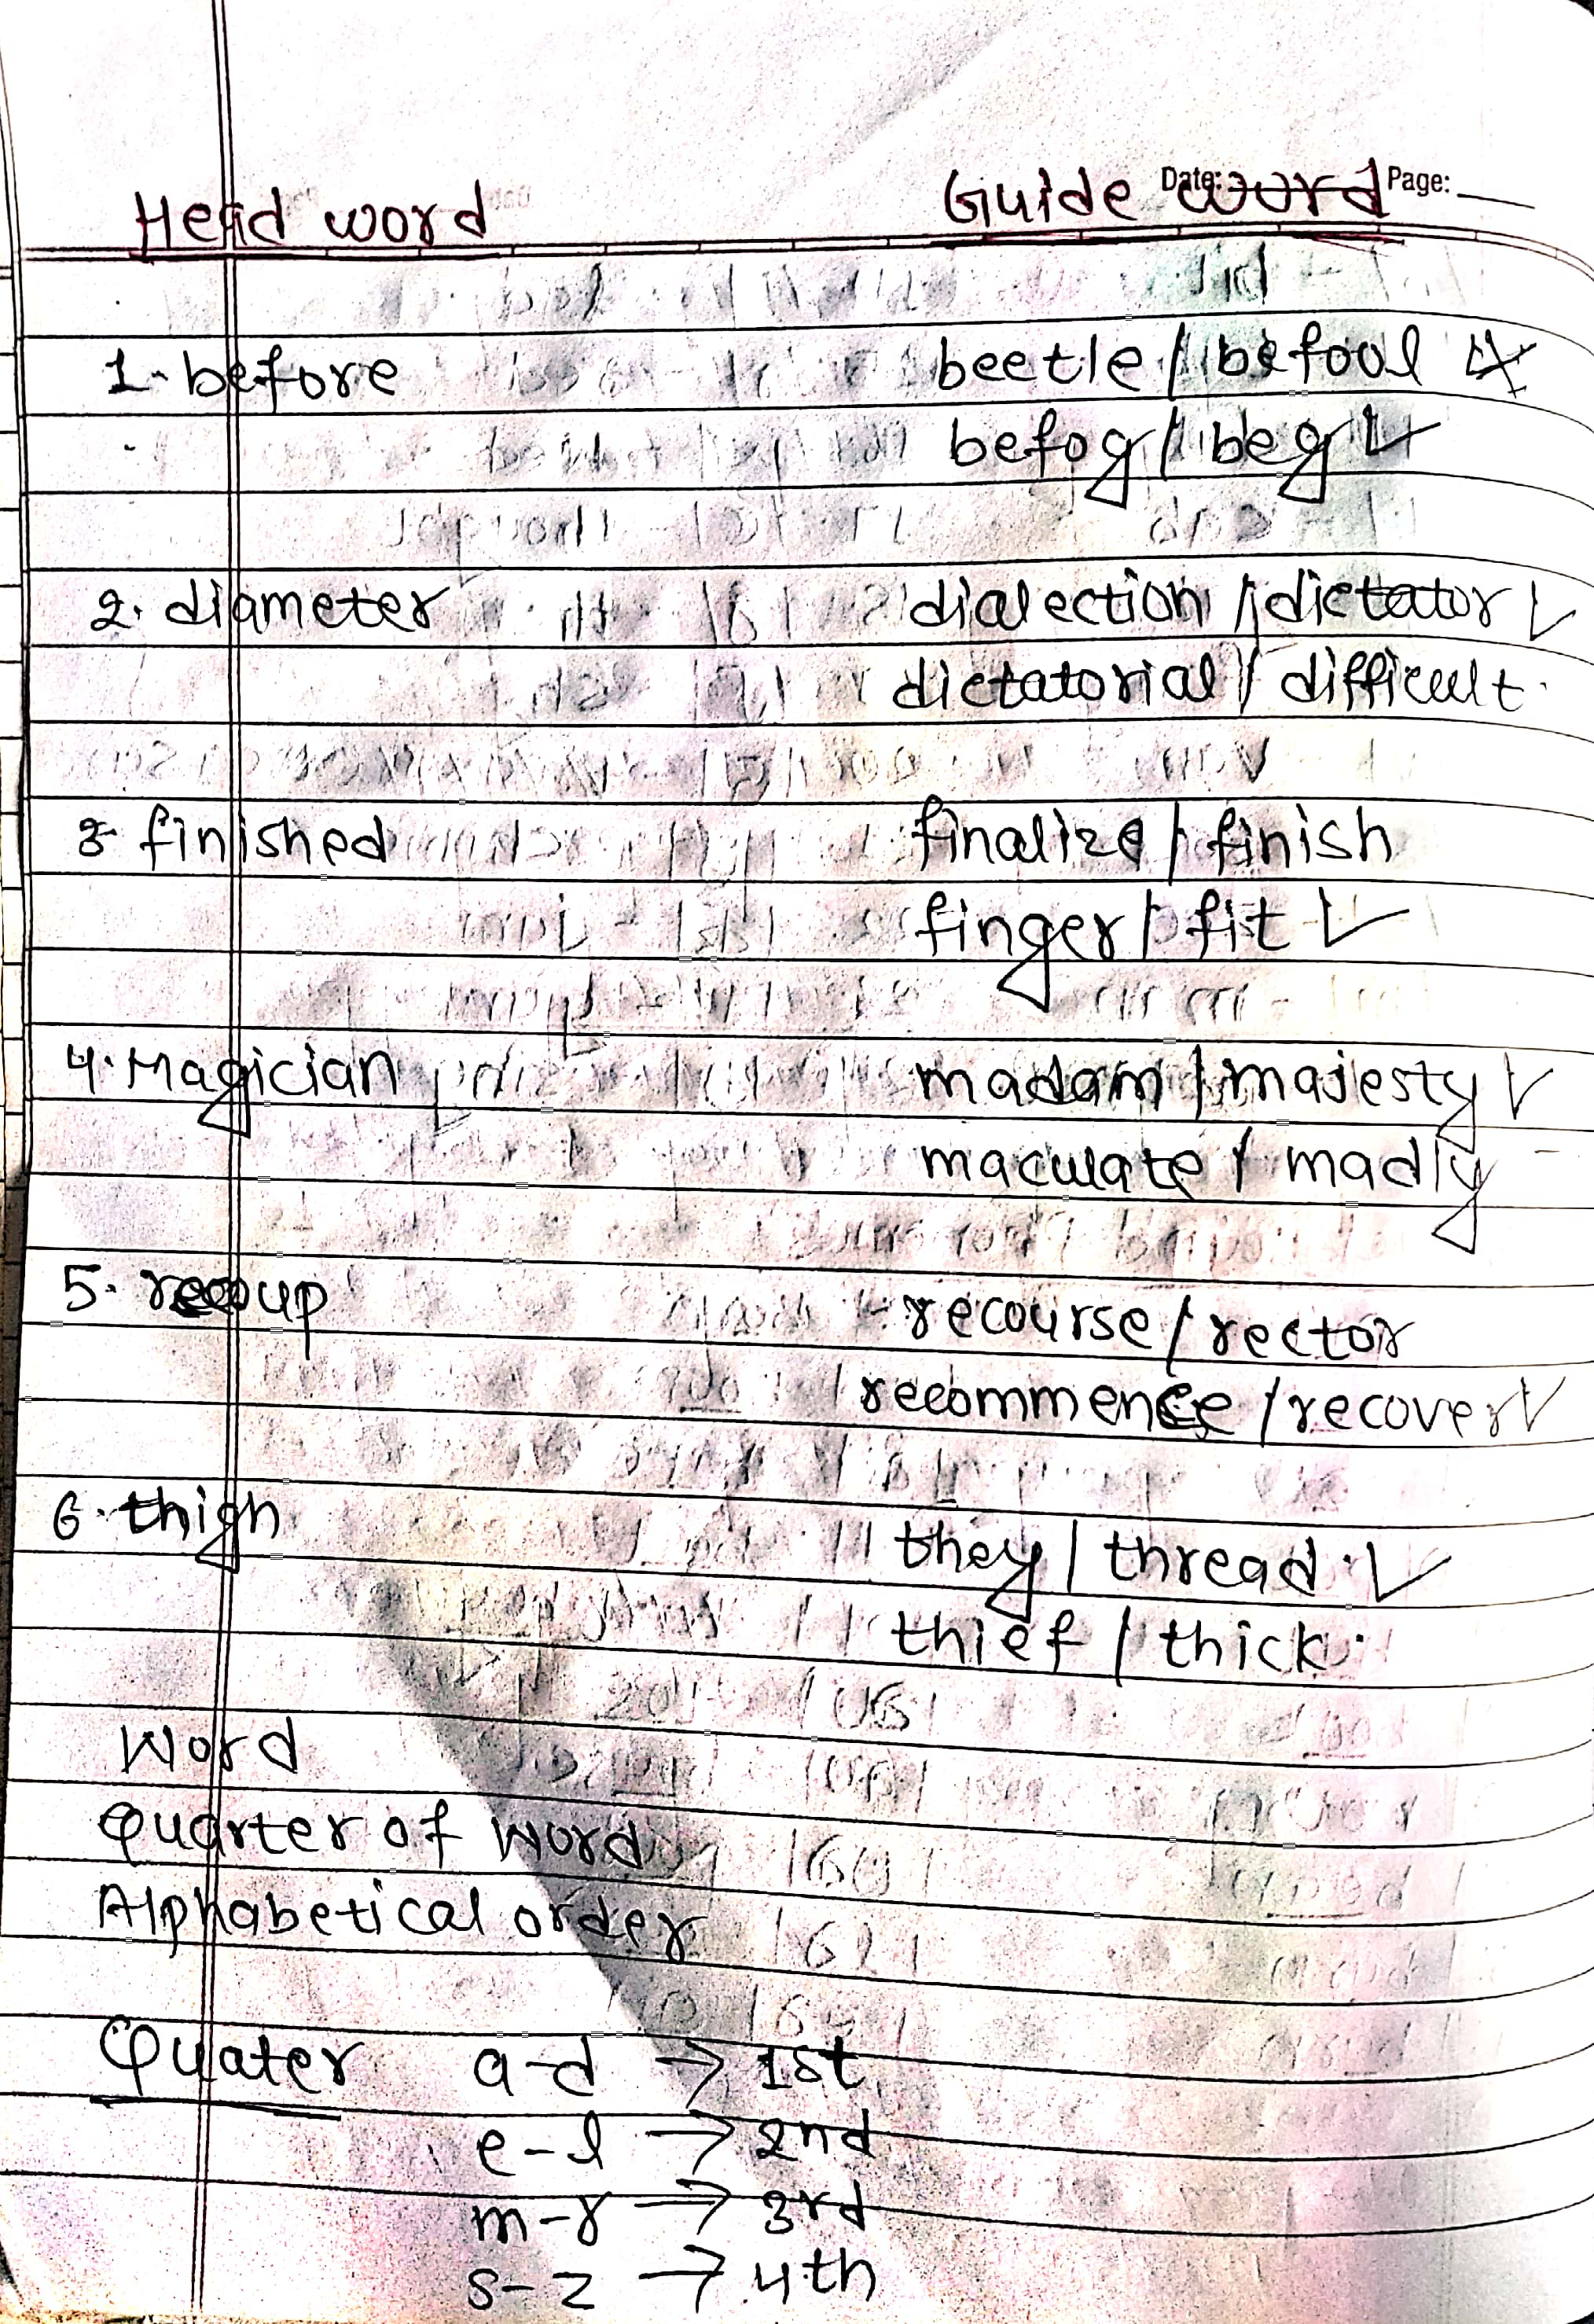 Date: Page:
Head word Guide word
1. before beetle / befool
befog / beg ✓
2. diameter dialection / dictator ✓
dictatorial / difficult.
3. finished finalize / finish
finger / fit ✓
4. Magician madam / majesty ✓
maculate / madly
5. recoup recourse / rector
recommence / recover ✓
6. thigh they / thread. ✓
thief / thick.
Word
Quarter of word
Alphabetical order
Quater a-d → 1st
e-l → 2nd
m-r → 3rd
s-z → 4th